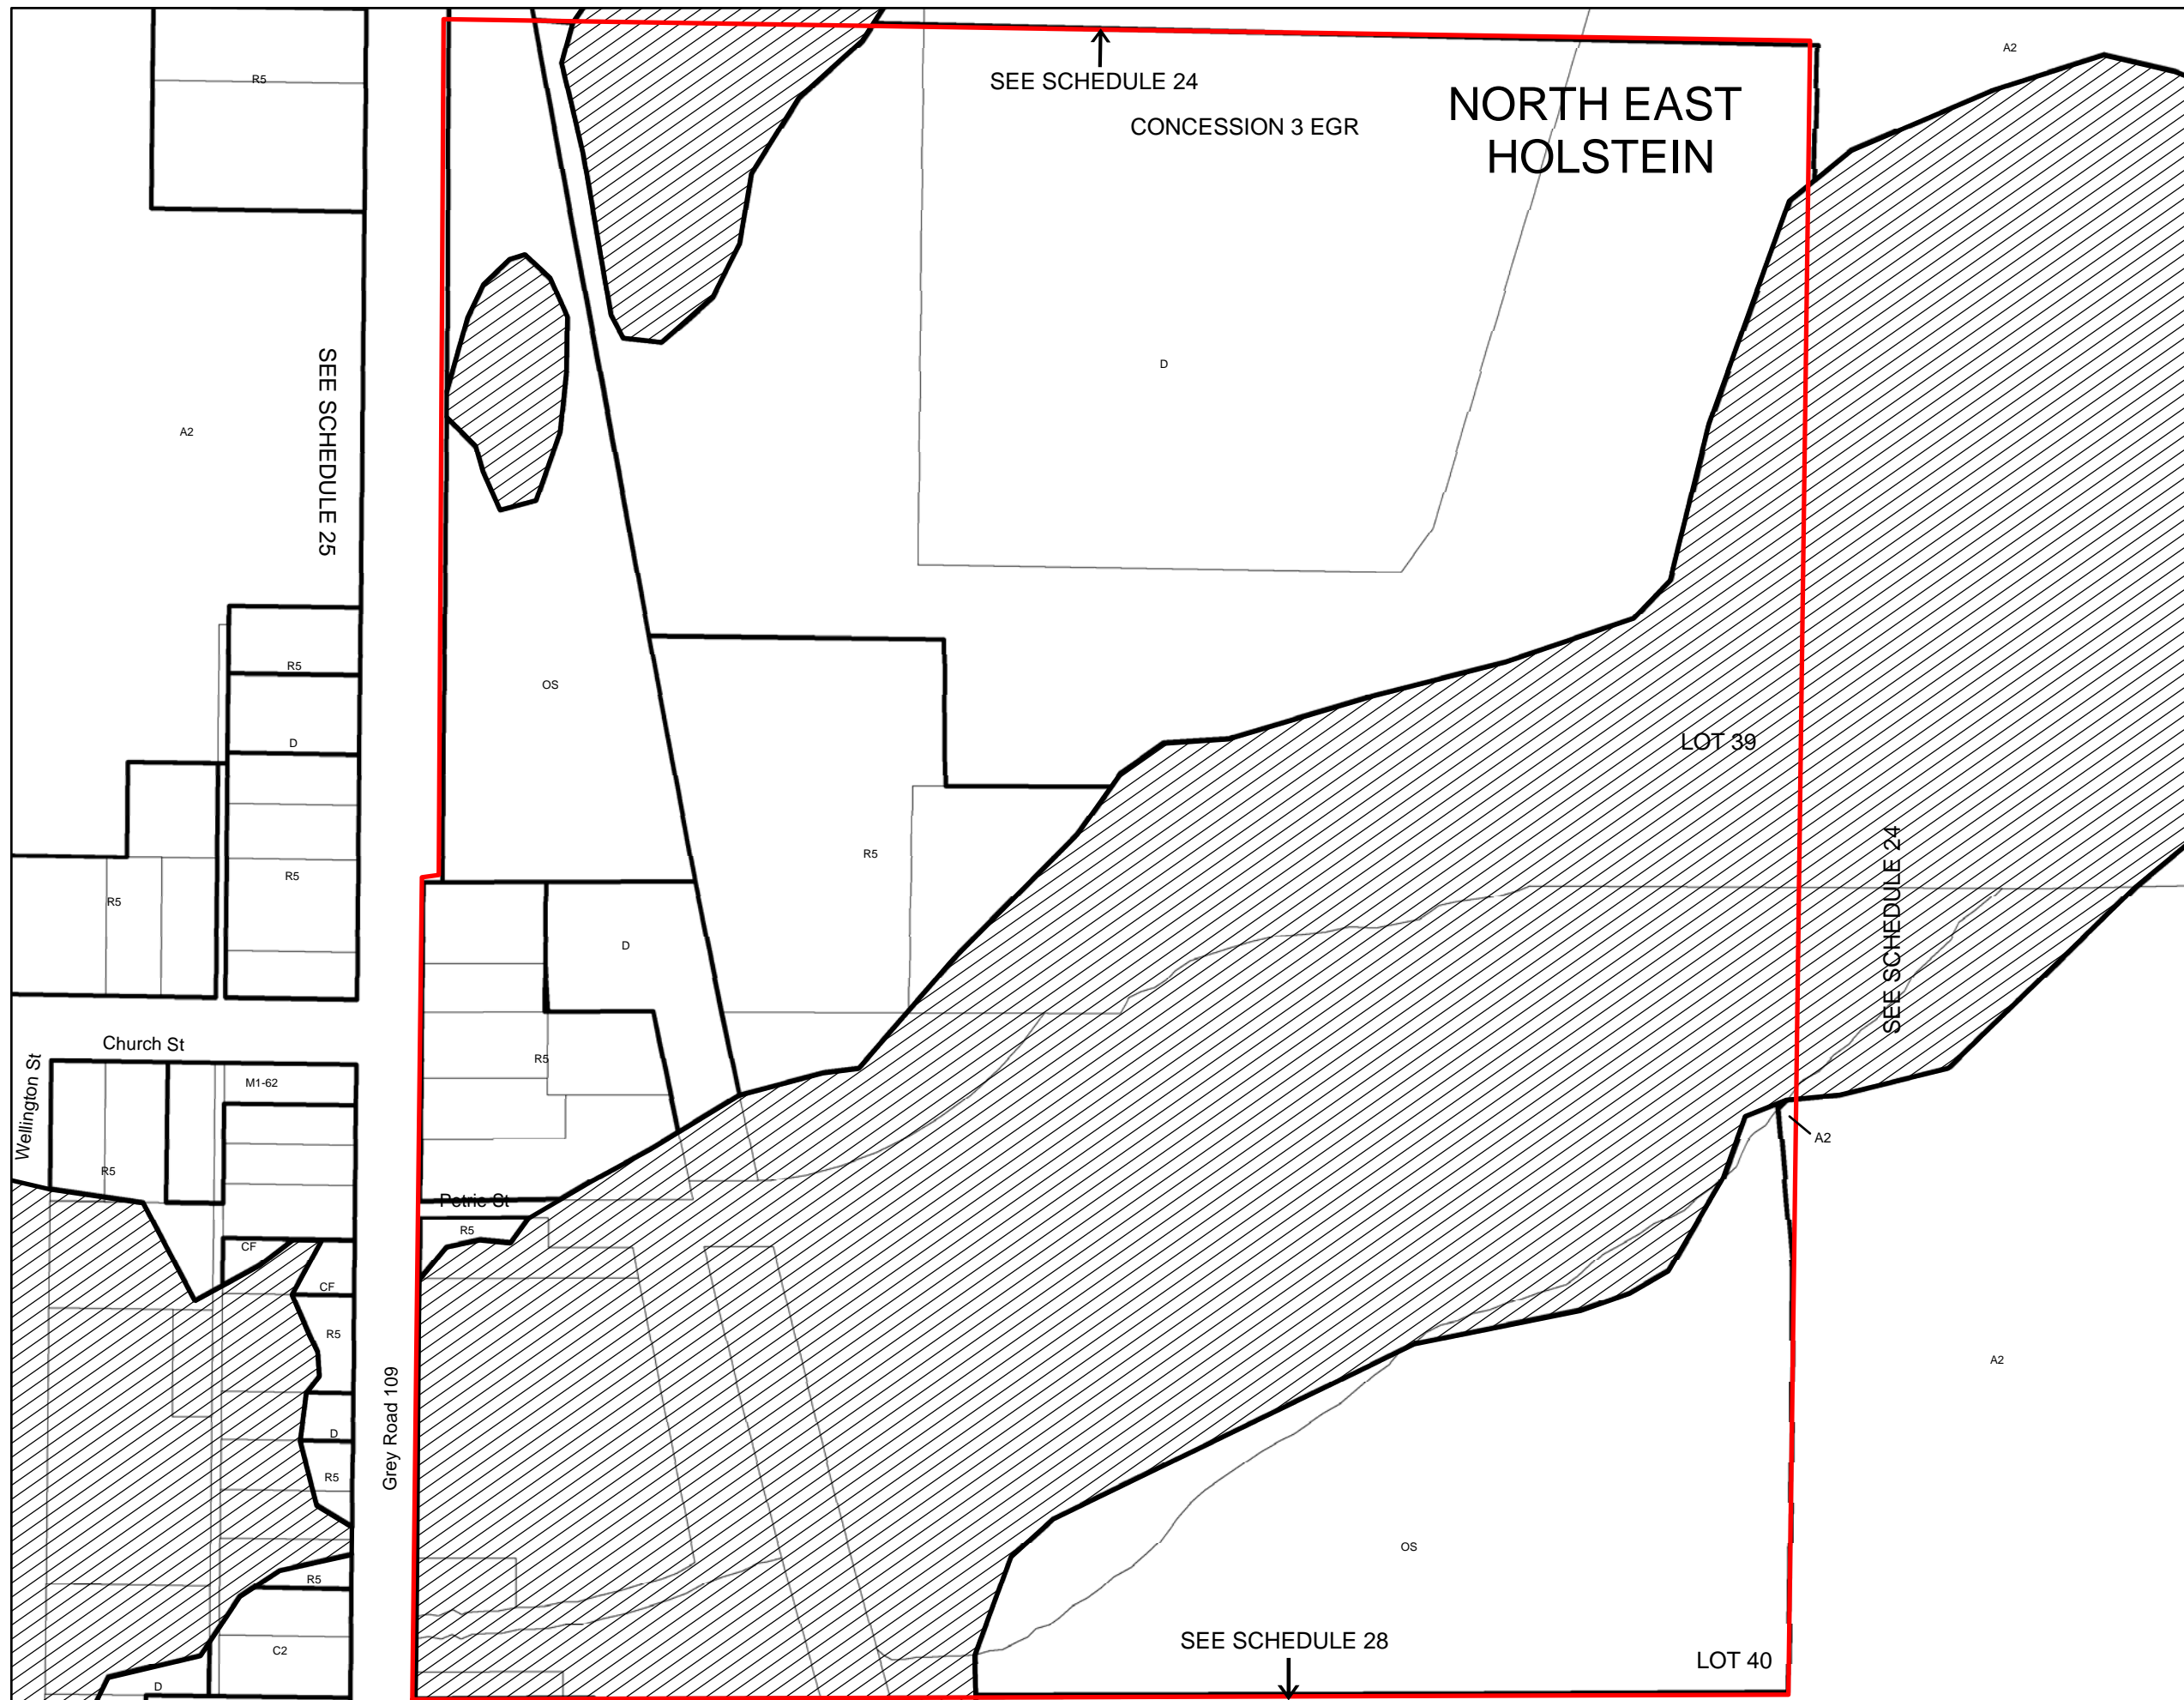 R5
A2
SEE SCHEDULE 24
NORTH EAST
HOLSTEIN
CONCESSION 3 EGR
D
SEE SCHEDULE 25
A2
R5
OS
D
LOT 39
R5
R5
R5
SEE SCHEDULE 24
D
Church St
R5
Wellington St
M1-62
A2
R5
Petrie St
R5
CF
CF
R5
A2
Grey Road 109
D
R5
OS
R5
C2
SEE SCHEDULE 28
LOT 40
D